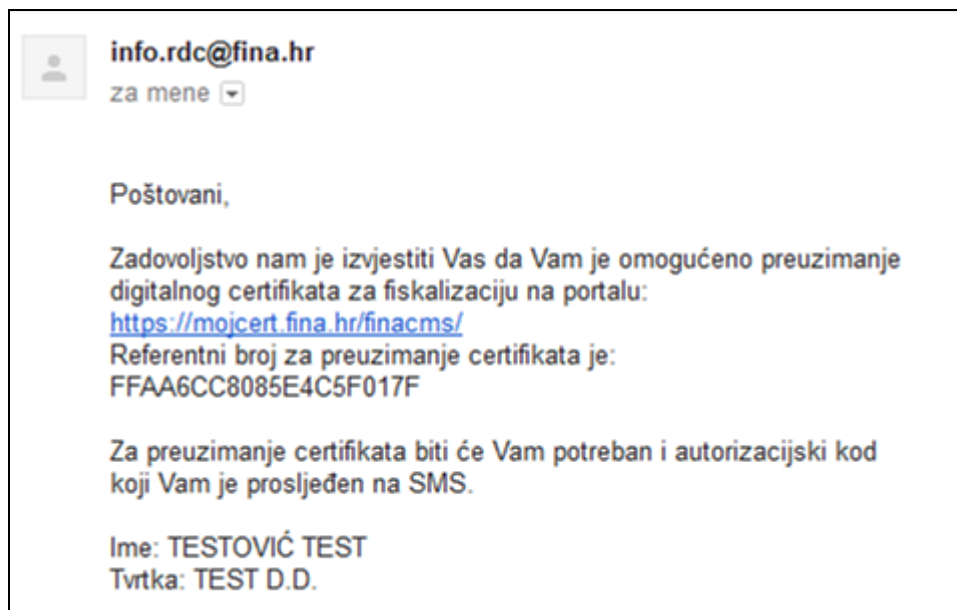 info.rdc@fina.hr
za mene
Poštovani,
Zadovoljstvo nam je izvjestiti Vas da Vam je omogućeno preuzimanje
digitalnog certifikata za fiskalizaciju na portalu:
https://mojcert.fina.hr/finacms/
Referentni broj za preuzimanje certifikata je:
FFAA6CC8085E4C5F017F
Za preuzimanje certifikata biti će Vam potreban i autorizacijski kod
koji Vam je prosljeđen na SMS.
Ime: TESTOVIĆ TEST
Tvrtka: TEST D.D.